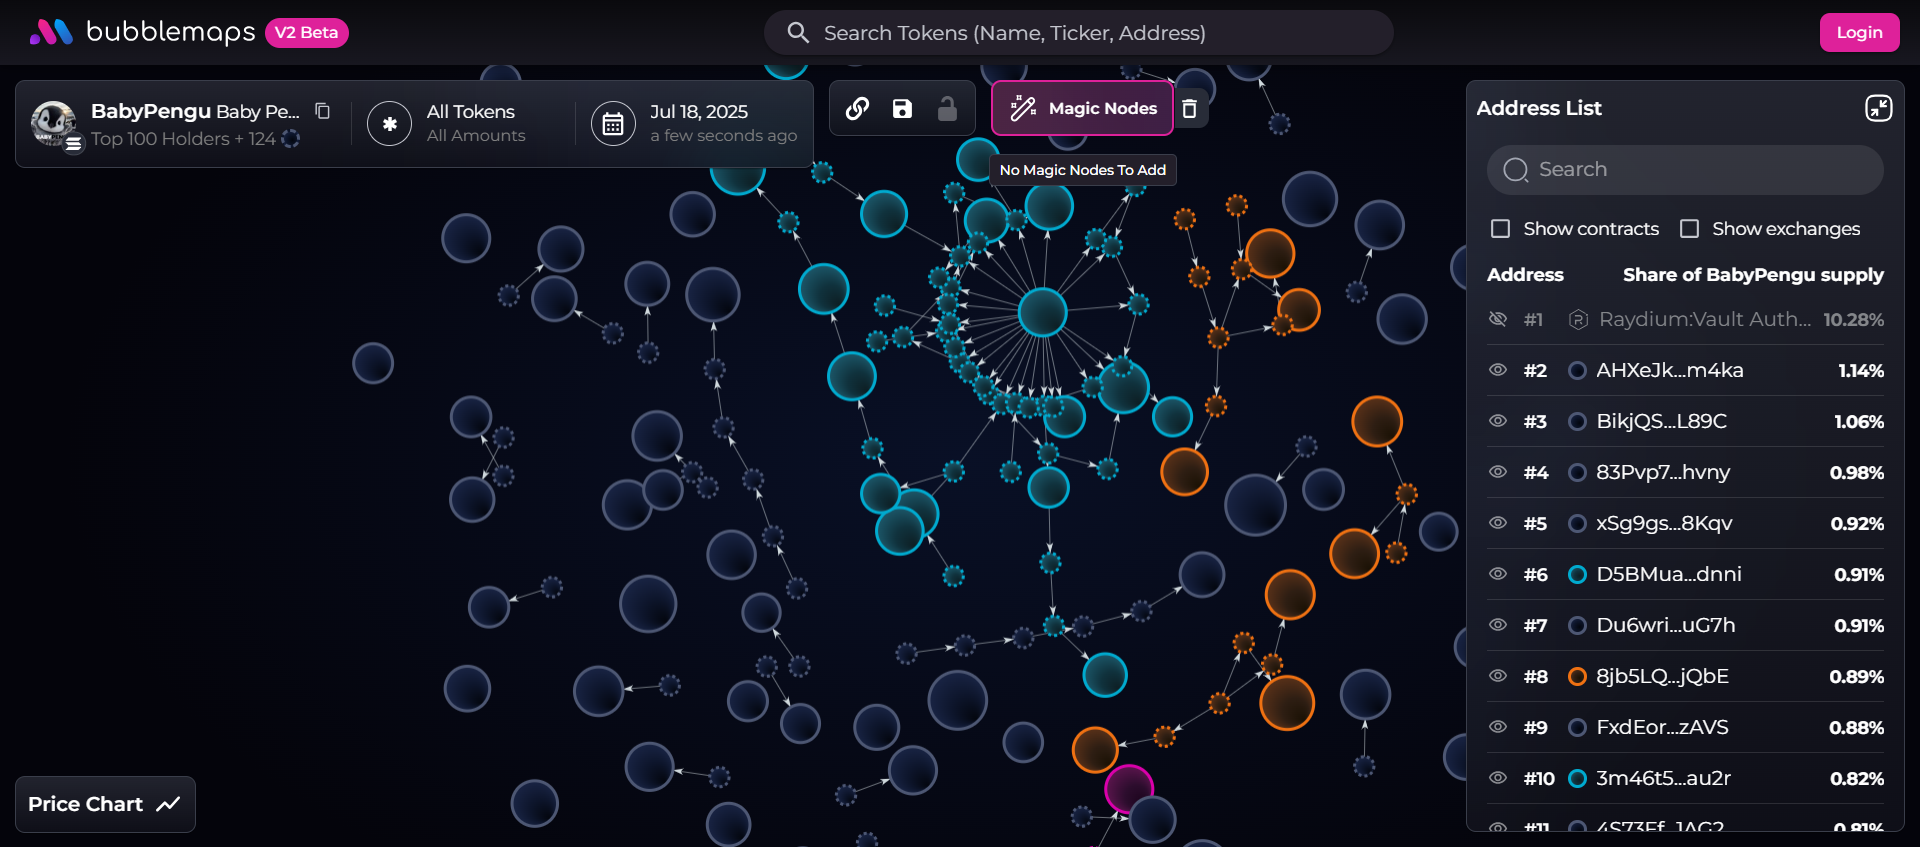 bubblemaps V2 Beta
Search Tokens (Name, Ticker, Address)
Login
BabyPengu Baby Pe...
Top 100 Holders + 124
All Tokens
All Amounts
Jul 18, 2025
a few seconds ago
Magic Nodes
No Magic Nodes To Add
Address List
Search
Show contracts
Show exchanges
Address Share of BabyPengu supply
#1 Raydium:Vault Auth... 10.28%
#2 AHXeJk...m4ka 1.14%
#3 BikjQS...L89C 1.06%
#4 83Pvp7...hvny 0.98%
#5 xSg9gs...8Kqv 0.92%
#6 D5BMua...dnni 0.91%
#7 Du6wri...uG7h 0.91%
#8 8jb5LQ...jQbE 0.89%
#9 FxdEor...zAVS 0.88%
#10 3m46t5...au2r 0.82%
#11 0.81%
Price Chart